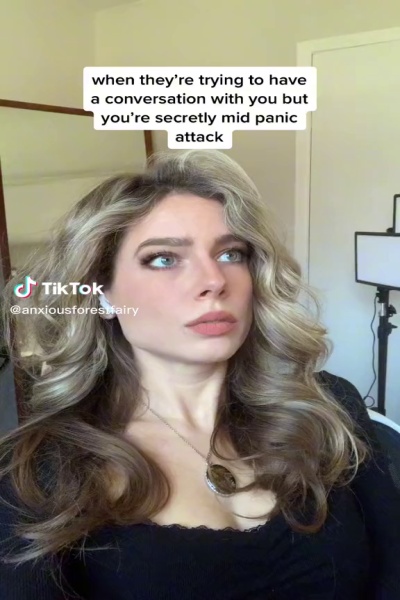 when they're trying to have
a conversation with you but
you're secretly mid panic
attack
TikTok
@anxiousforestfairy